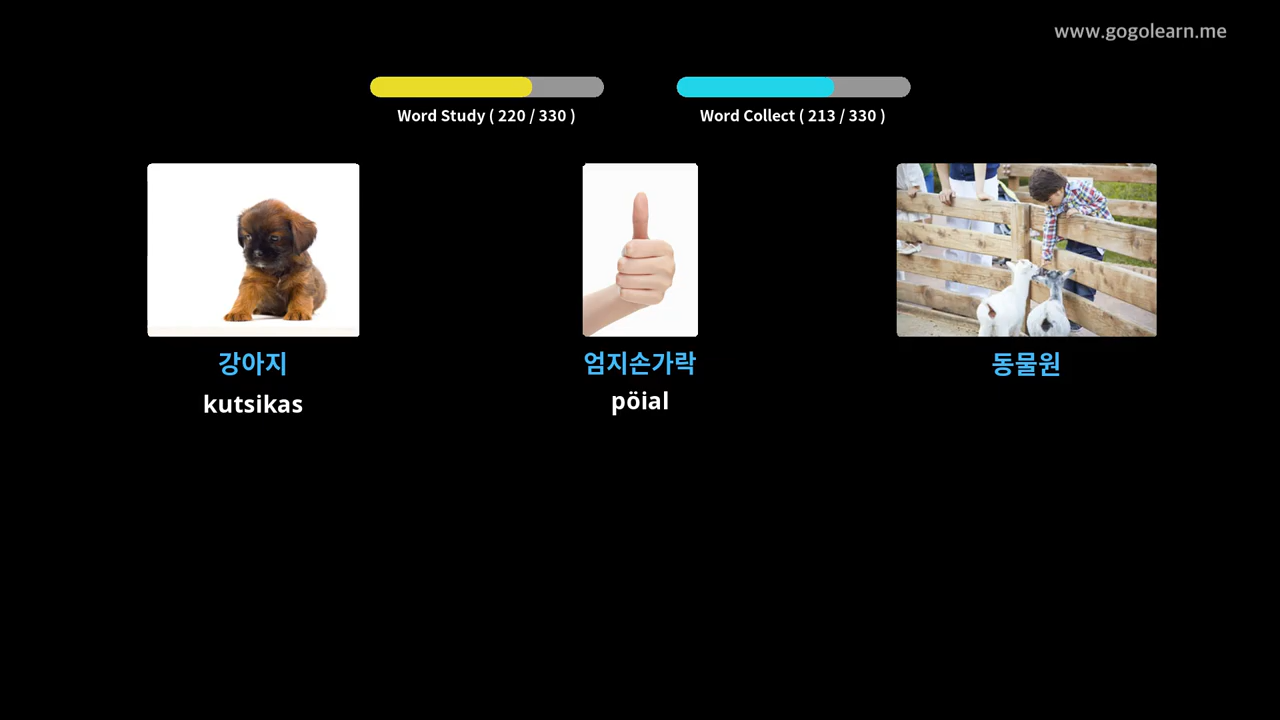 www.gogolearn.me
Word Study ( 220 / 330 )
Word Collect ( 213 / 330 )
강아지
kutsikas
엄지손가락
pöial
동물원